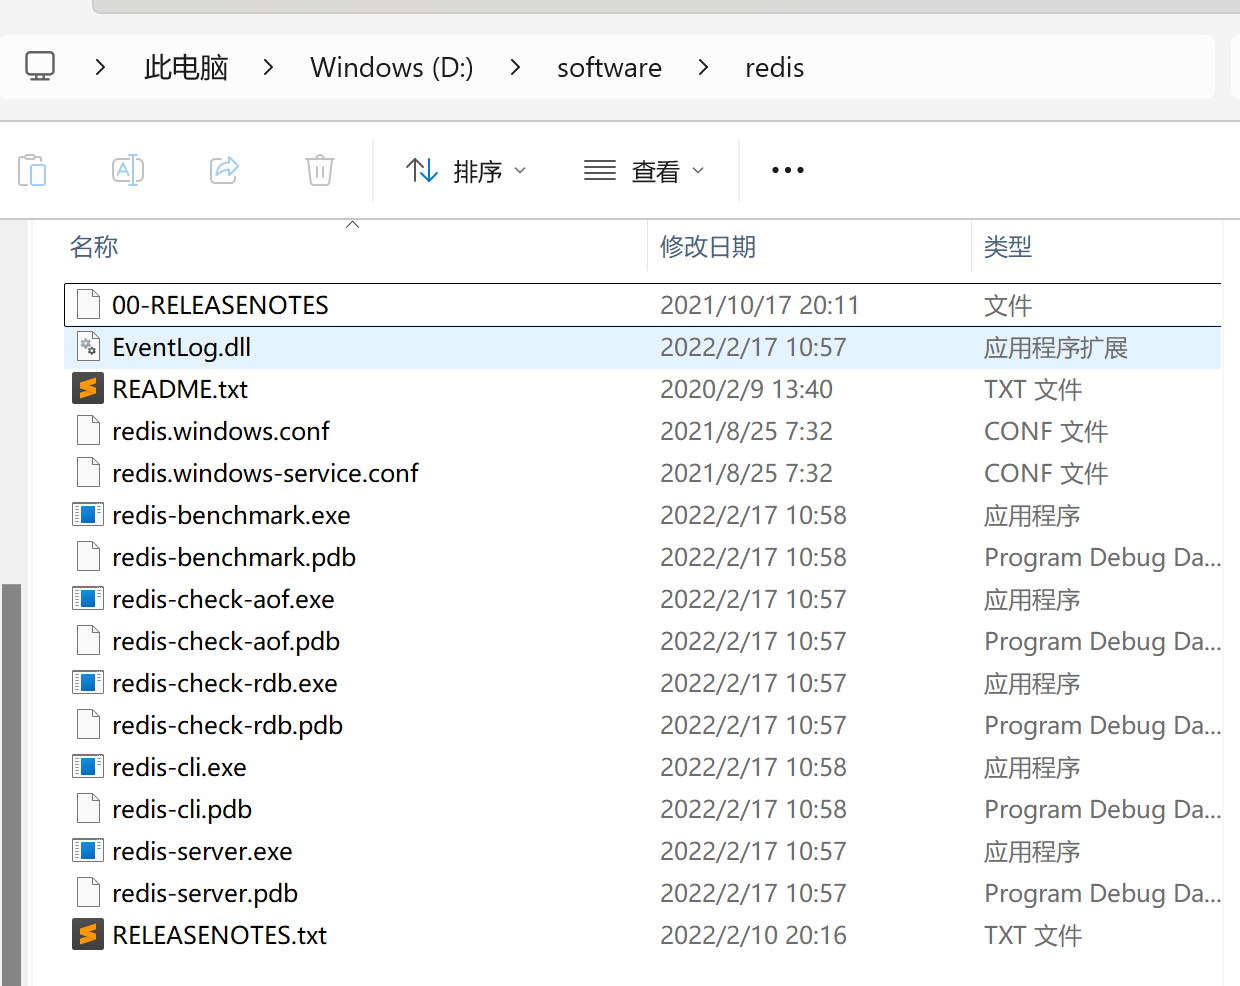 此电脑 > Windows (D:) > software > redis
排序 查看
名称 修改日期 类型
00-RELEASENOTES 2021/10/17 20:11 文件
EventLog.dll 2022/2/17 10:57 应用程序扩展
README.txt 2020/2/9 13:40 TXT 文件
redis.windows.conf 2021/8/25 7:32 CONF 文件
redis.windows-service.conf 2021/8/25 7:32 CONF 文件
redis-benchmark.exe 2022/2/17 10:58 应用程序
redis-benchmark.pdb 2022/2/17 10:58 Program Debug Da...
redis-check-aof.exe 2022/2/17 10:57 应用程序
redis-check-aof.pdb 2022/2/17 10:57 Program Debug Da...
redis-check-rdb.exe 2022/2/17 10:57 应用程序
redis-check-rdb.pdb 2022/2/17 10:57 Program Debug Da...
redis-cli.exe 2022/2/17 10:58 应用程序
redis-cli.pdb 2022/2/17 10:58 Program Debug Da...
redis-server.exe 2022/2/17 10:57 应用程序
redis-server.pdb 2022/2/17 10:57 Program Debug Da...
RELEASENOTES.txt 2022/2/10 20:16 TXT 文件